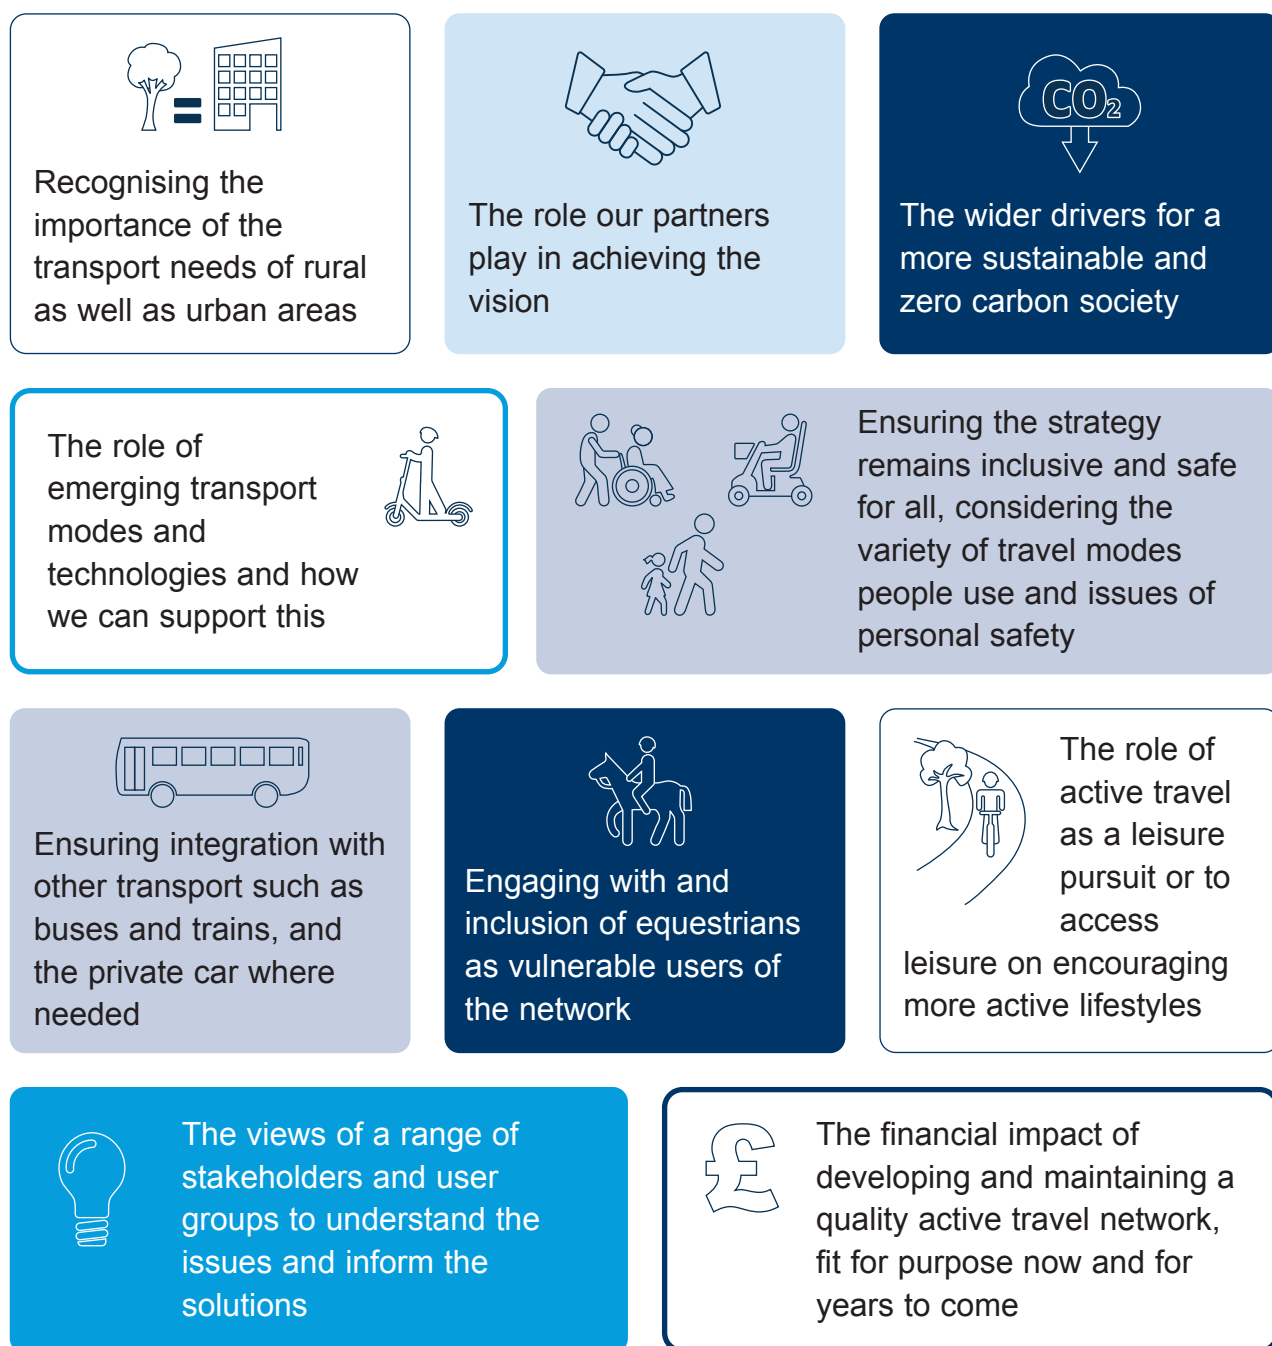 Recognising the
importance of the
transport needs of rural
as well as urban areas
The role our partners
play in achieving the
vision
CO2
The wider drivers for a
more sustainable and
zero carbon society
The role of
emerging transport
modes and
technologies and how
we can support this
Ensuring the strategy
remains inclusive and safe
for all, considering the
variety of travel modes
people use and issues of
personal safety
Ensuring integration with
other transport such as
buses and trains, and
the private car where
needed
Engaging with and
inclusion of equestrians
as vulnerable users of
the network
The role of
active travel
as a leisure
pursuit or to
access
leisure on encouraging
more active lifestyles
The views of a range of
stakeholders and user
groups to understand the
issues and inform the
solutions
£
The financial impact of
developing and maintaining a
quality active travel network,
fit for purpose now and for
years to come